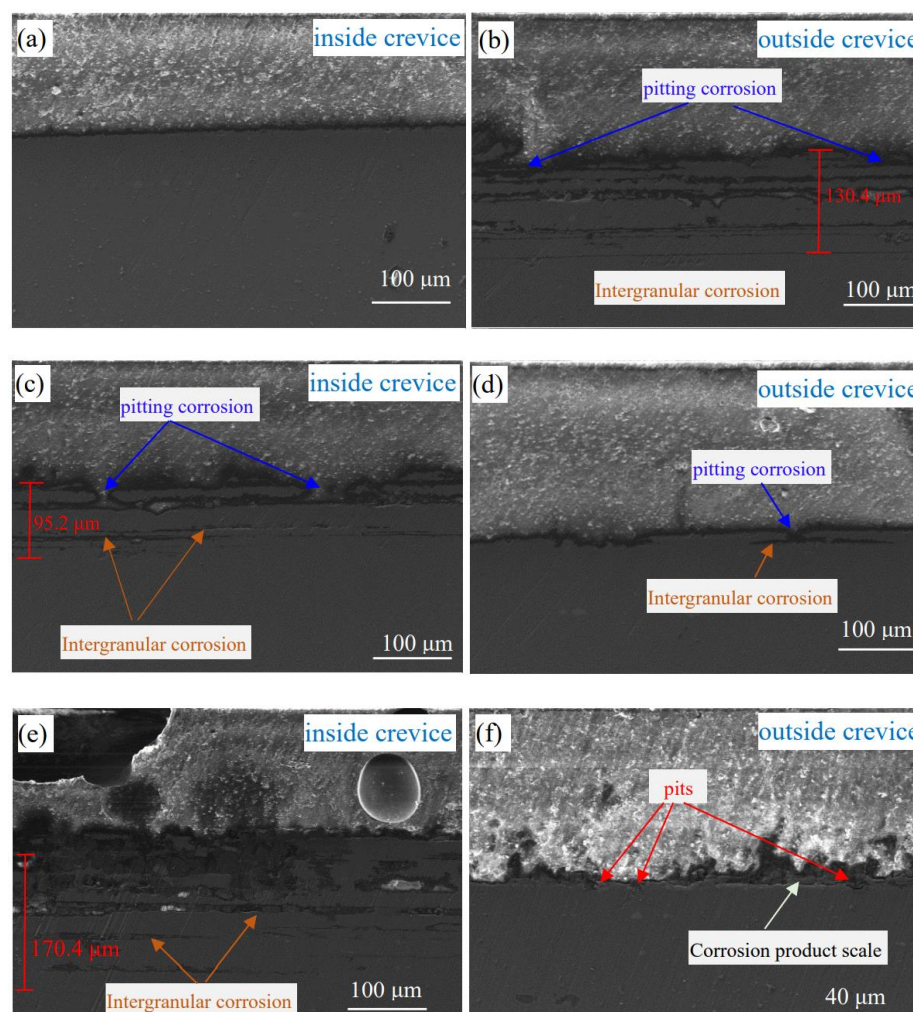 (a)
inside crevice
100 μm
(b)
outside crevice
pitting corrosion
130.4 μm
Intergranular corrosion
100 μm
(c)
inside crevice
pitting corrosion
95.2 μm
Intergranular corrosion
100 μm
(d)
outside crevice
pitting corrosion
Intergranular corrosion
100 μm
(e)
inside crevice
170.4 μm
Intergranular corrosion
100 μm
(f)
outside crevice
pits
Corrosion product scale
40 μm